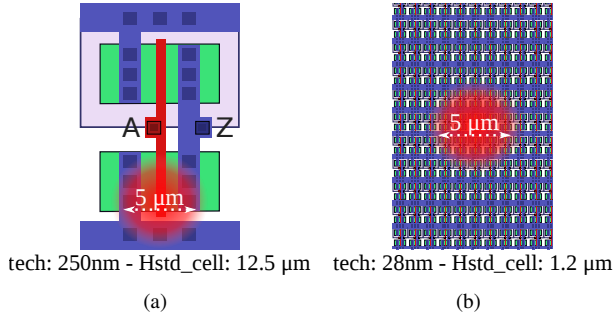 A
Z
5 μm
5 μm
tech: 250nm - Hstd_cell: 12.5 μm
tech: 28nm - Hstd_cell: 1.2 μm
(a)
(b)